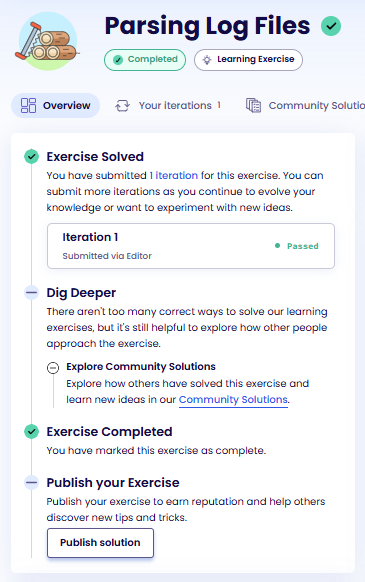 Parsing Log Files
Completed
Learning Exercise
Overview
Your iterations 1
Community Solutio
Exercise Solved
You have submitted 1 iteration for this exercise. You can
submit more iterations as you continue to evolve your
knowledge or want to experiment with new ideas.
Iteration 1
Submitted via Editor
Passed
Dig Deeper
There aren't too many correct ways to solve our learning
exercises, but it's still helpful to explore how other people
approach the exercise.
Explore Community Solutions
Explore how others have solved this exercise and
learn new ideas in our Community Solutions.
Exercise Completed
You have marked this exercise as complete.
Publish your Exercise
Publish your exercise to earn reputation and help others
discover new tips and tricks.
Publish solution